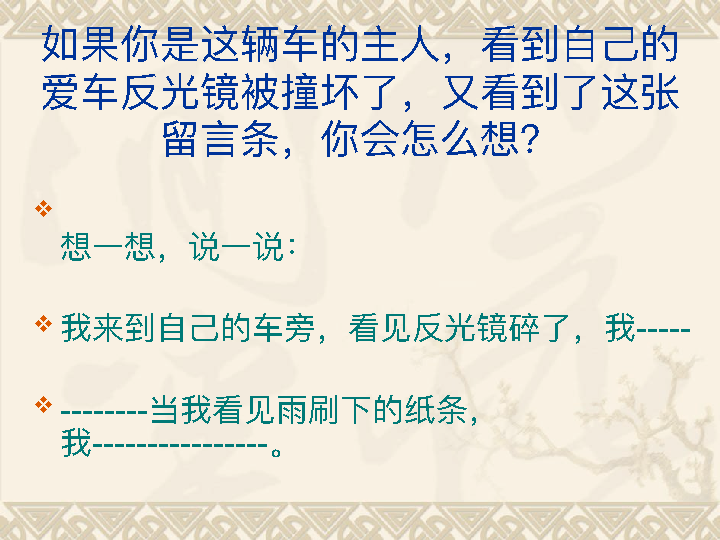 如果你是这辆车的主人，看到自己的
爱车反光镜被撞坏了，又看到了这张
留言条，你会怎么想?
想一想，说一说：
我来到自己的车旁，看见反光镜碎了，我-----
--------当我看见雨刷下的纸条，
我----------------。